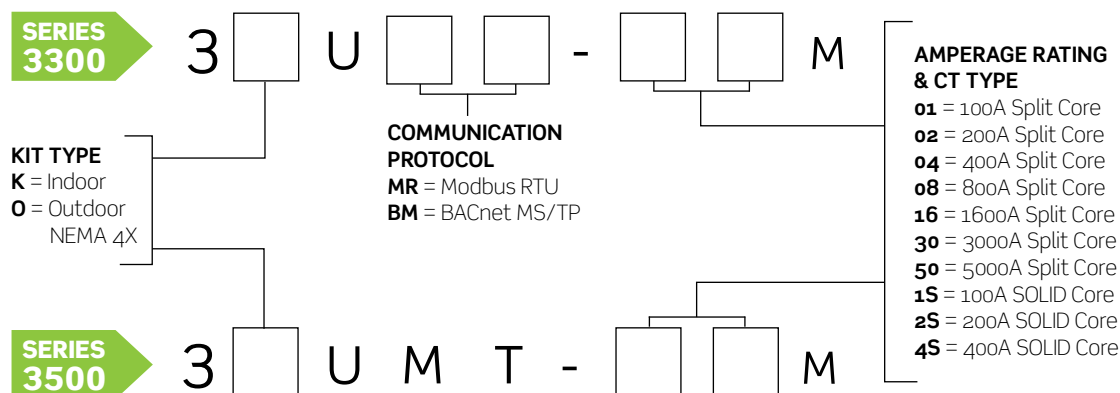 SERIES
3300
3 U - M
COMMUNICATION
PROTOCOL
MR = Modbus RTU
BM = BACnet MS/TP
KIT TYPE
K = Indoor
O = Outdoor
NEMA 4X
AMPERAGE RATING
& CT TYPE
01 = 100A Split Core
02 = 200A Split Core
04 = 400A Split Core
08 = 800A Split Core
16 = 1600A Split Core
30 = 3000A Split Core
50 = 5000A Split Core
1S = 100A SOLID Core
2S = 200A SOLID Core
4S = 400A SOLID Core
SERIES
3500
3 U M T - M